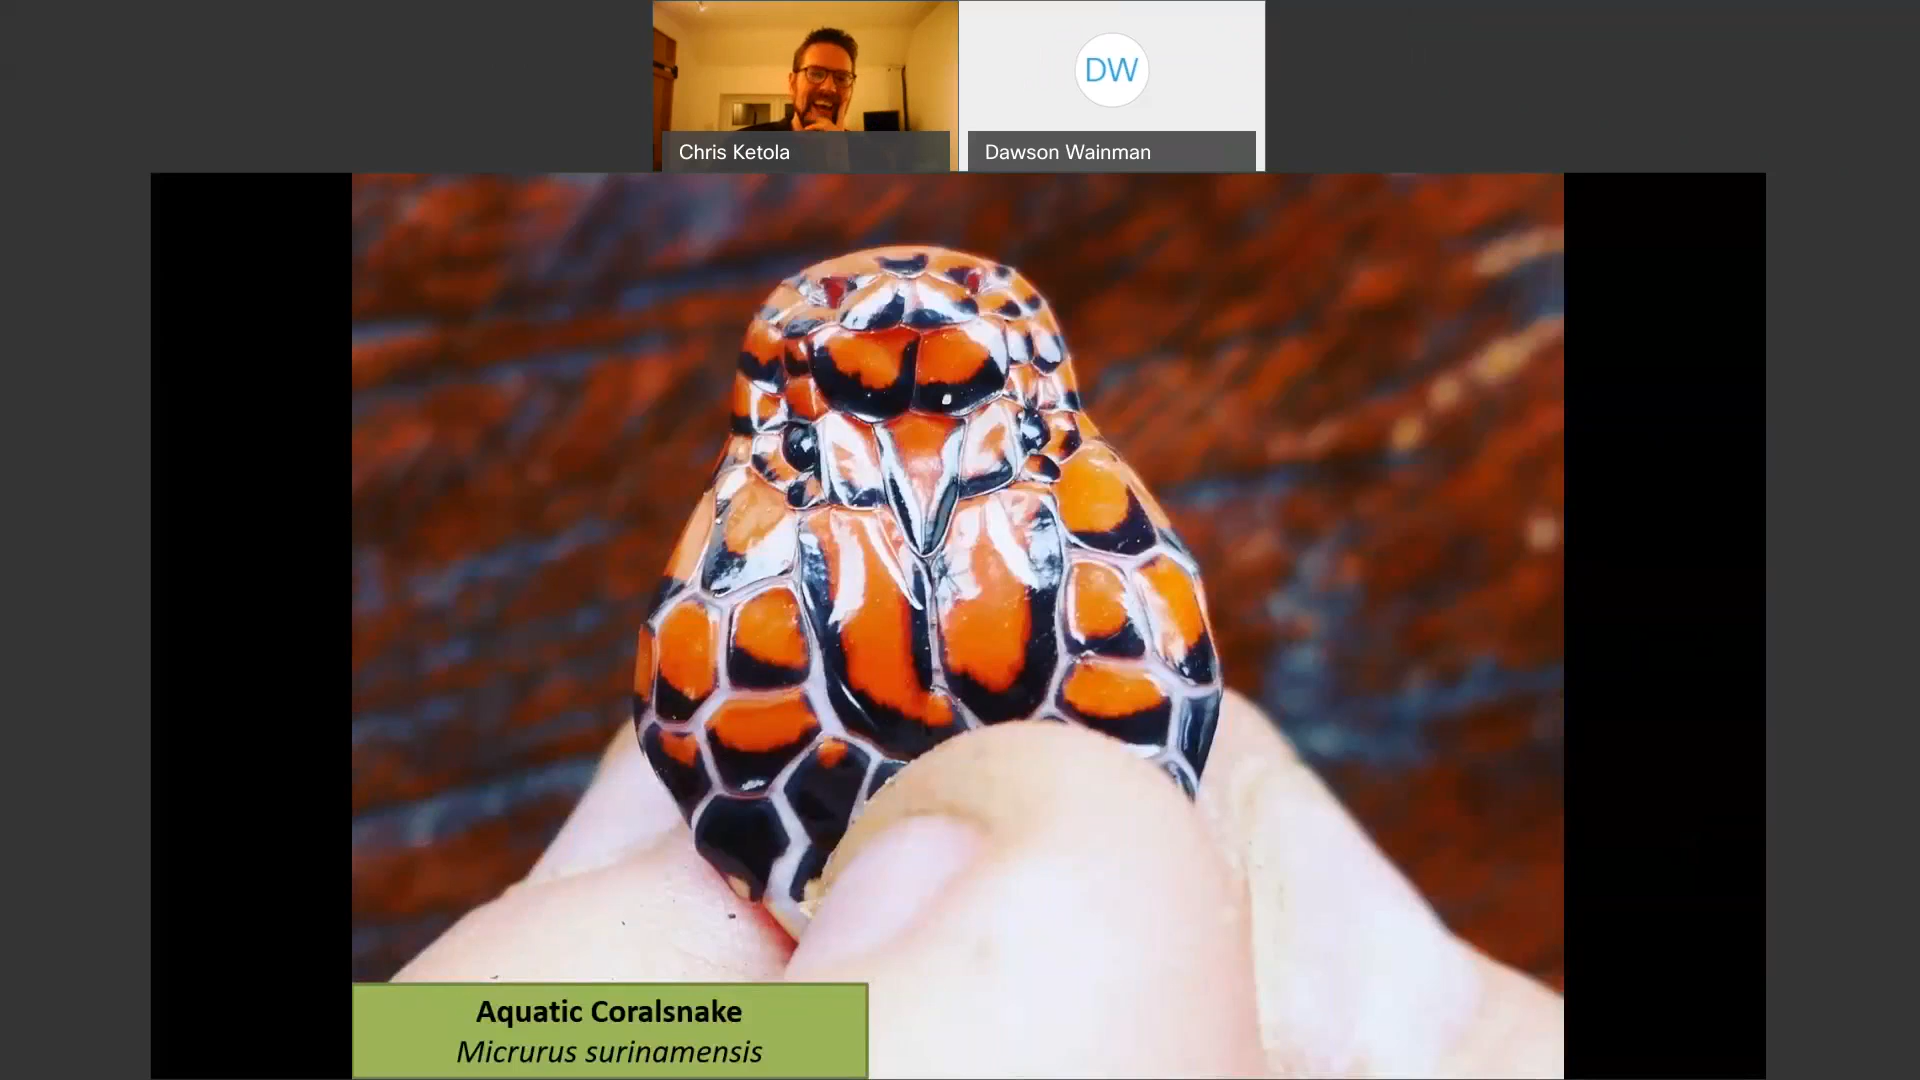 DW
Chris Ketola
Dawson Wainman
Aquatic Coralsnake
Micrurus surinamensis